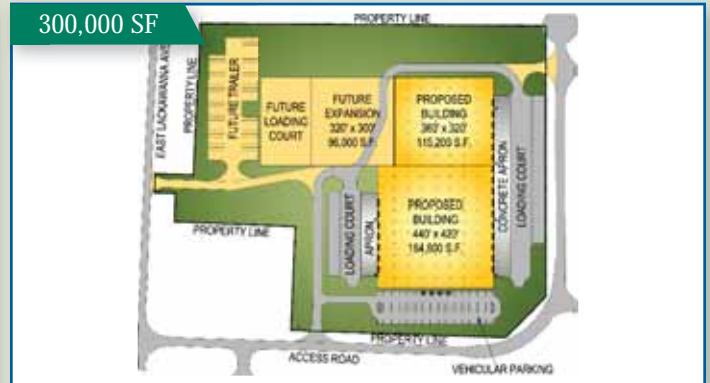 300,000 SF
PROPERTY LINE
EAST LACKAWANNA AVE
PROPERTY LINE
FUTURE TRAILER
FUTURE
LOADING
COURT
FUTURE
EXPANSION
320' x 300'
96,000 S.F.
PROPOSED
BUILDING
360' x 320'
115,200 S.F.
CONCRETE APRON
LOADING COURT
PROPOSED
BUILDING
440' x 420'
184,800 S.F.
LOADING COURT
APRON
PROPERTY LINE
PROPERTY LINE
ACCESS ROAD
VEHICULAR PARKING